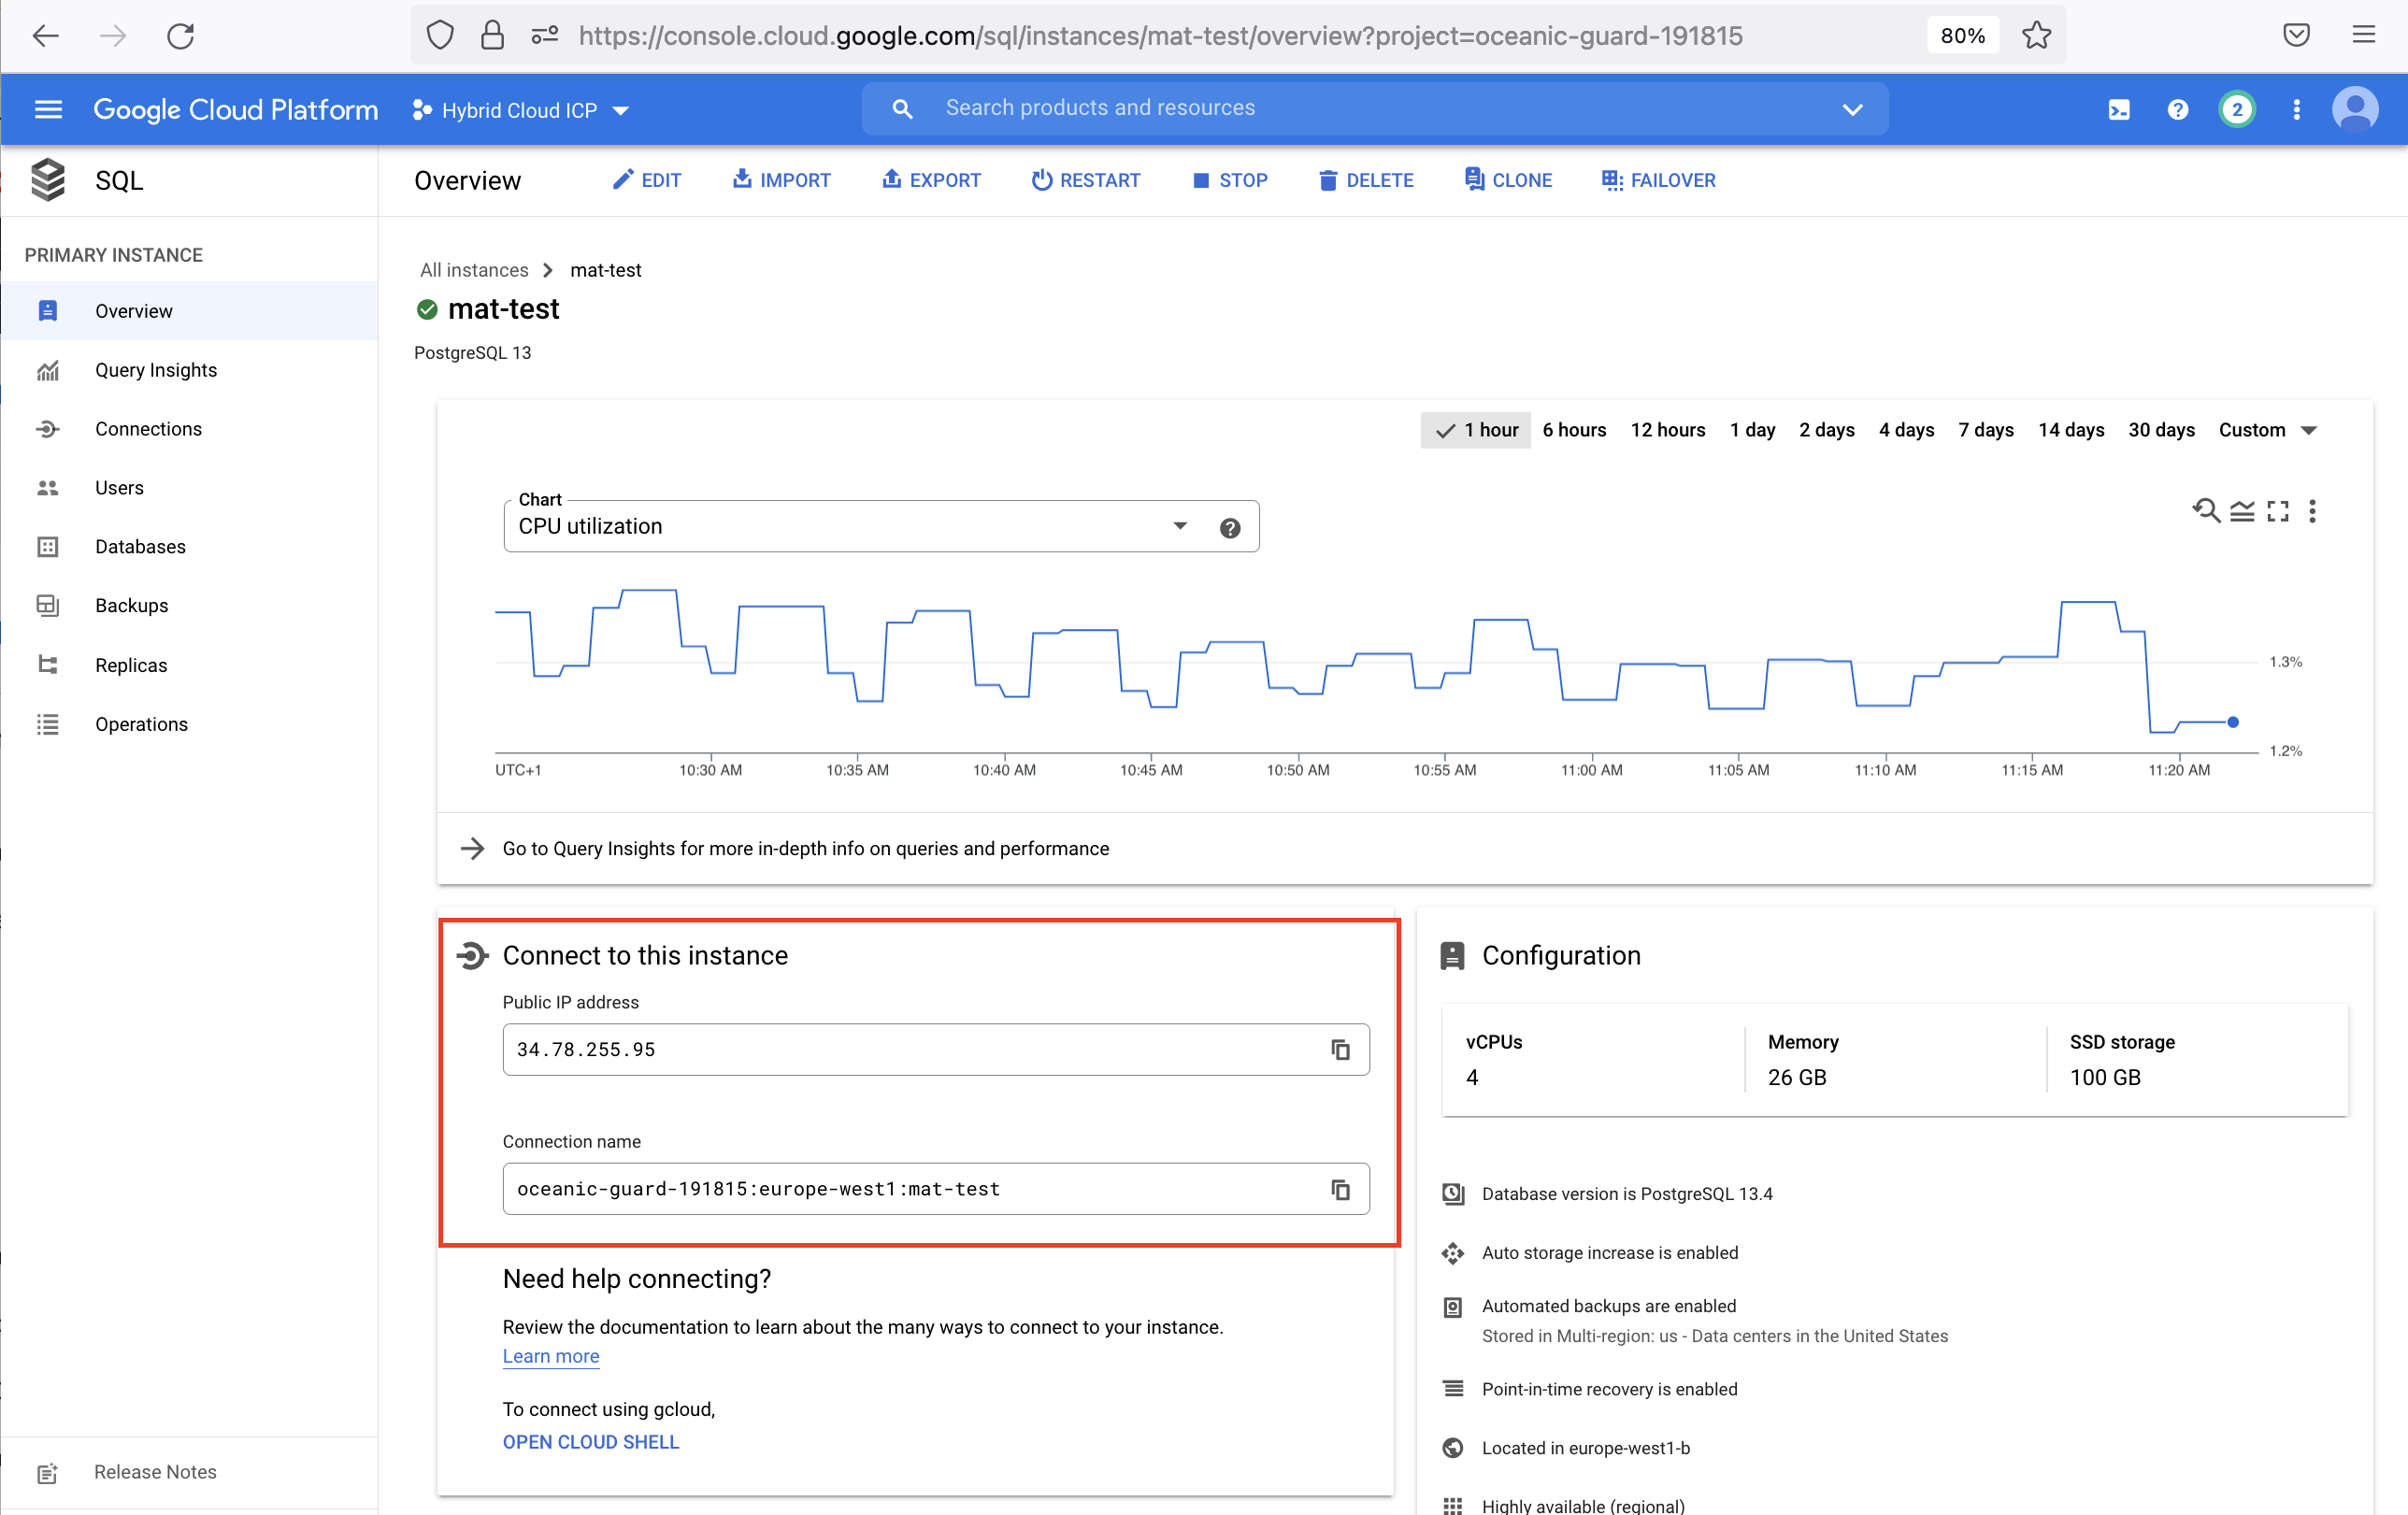 https://console.cloud.google.com/sql/instances/mat-test/overview?project=oceanic-guard-191815
80%
Google Cloud Platform
Hybrid Cloud ICP
Search products and resources
2
SQL
Overview
EDIT
IMPORT
EXPORT
RESTART
STOP
DELETE
CLONE
FAILOVER
PRIMARY INSTANCE
Overview
Query Insights
Connections
Users
Databases
Backups
Replicas
Operations
Release Notes
All instances
mat-test
mat-test
PostgreSQL 13
1 hour
6 hours
12 hours
1 day
2 days
4 days
7 days
14 days
30 days
Custom
Chart
CPU utilization
1.3%
1.2%
UTC+1
10:30 AM
10:35 AM
10:40 AM
10:45 AM
10:50 AM
10:55 AM
11:00 AM
11:05 AM
11:10 AM
11:15 AM
11:20 AM
Go to Query Insights for more in-depth info on queries and performance
Connect to this instance
Public IP address
34.78.255.95
Connection name
oceanic-guard-191815:europe-west1:mat-test
Need help connecting?
Review the documentation to learn about the many ways to connect to your instance.
Learn more
To connect using gcloud,
OPEN CLOUD SHELL
Configuration
vCPUs
4
Memory
26 GB
SSD storage
100 GB
Database version is PostgreSQL 13.4
Auto storage increase is enabled
Automated backups are enabled
Stored in Multi-region: us - Data centers in the United States
Point-in-time recovery is enabled
Located in europe-west1-b
Highly available (regional)